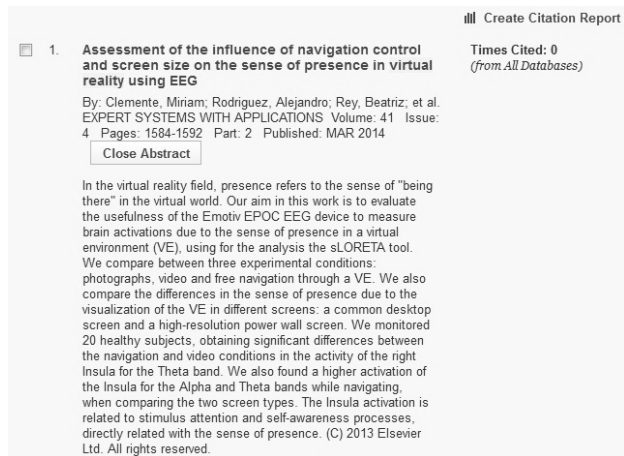 Create Citation Report
1. Assessment of the influence of navigation control
and screen size on the sense of presence in virtual
reality using EEG
Times Cited: 0
(from All Databases)
By: Clemente, Miriam; Rodriguez, Alejandro; Rey, Beatriz; et al.
EXPERT SYSTEMS WITH APPLICATIONS Volume: 41 Issue:
4 Pages: 1584-1592 Part: 2 Published: MAR 2014
Close Abstract
In the virtual reality field, presence refers to the sense of "being
there" in the virtual world. Our aim in this work is to evaluate
the usefulness of the Emotiv EPOC EEG device to measure
brain activations due to the sense of presence in a virtual
environment (VE), using for the analysis the sLORETA tool.
We compare between three experimental conditions:
photographs, video and free navigation through a VE. We also
compare the differences in the sense of presence due to the
visualization of the VE in different screens: a common desktop
screen and a high-resolution power wall screen. We monitored
20 healthy subjects, obtaining significant differences between
the navigation and video conditions in the activity of the right
Insula for the Theta band. We also found a higher activation of
the Insula for the Alpha and Theta bands while navigating,
when comparing the two screen types. The Insula activation is
related to stimulus attention and self-awareness processes,
directly related with the sense of presence. (C) 2013 Elsevier
Ltd. All rights reserved.